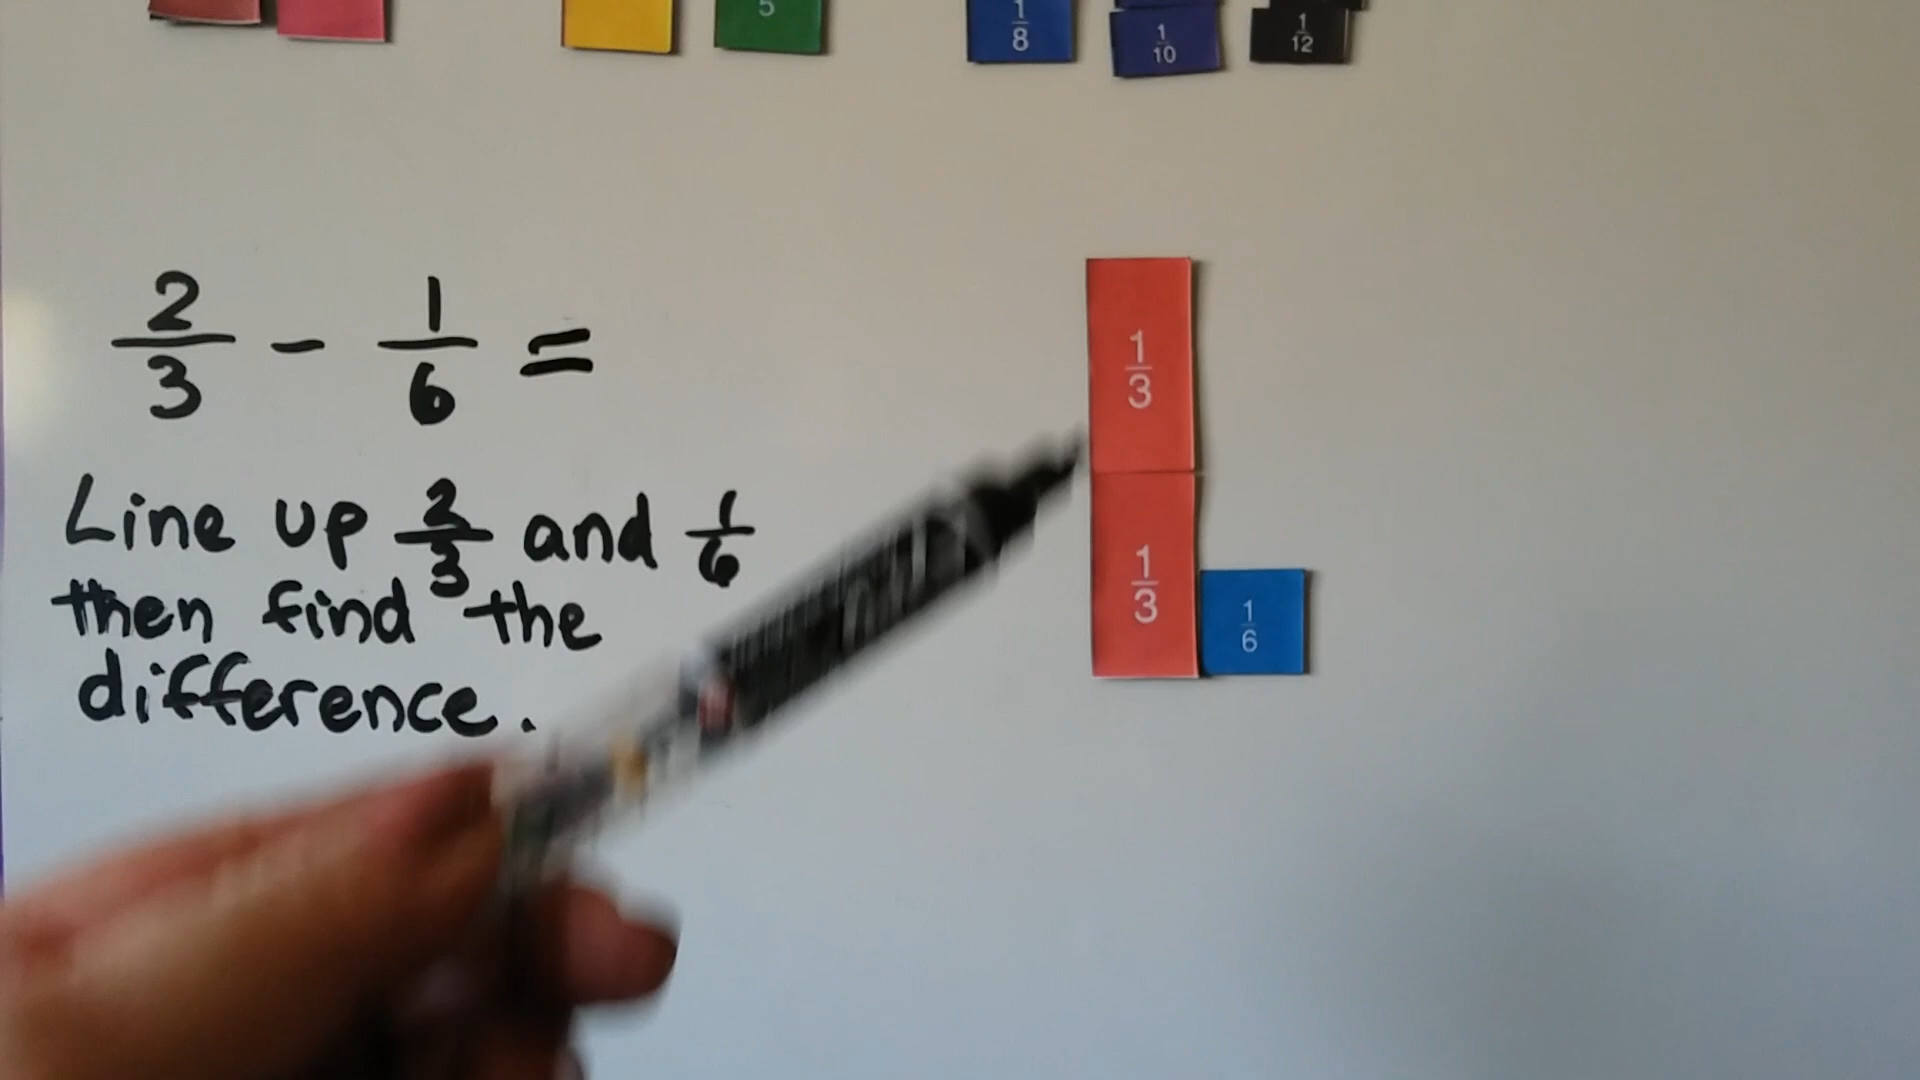 5
1/8
1/10
1/12
2/3 - 1/6 =
Line up 2/3 and 1/6
then find the
difference.
1/3
1/3
1/6